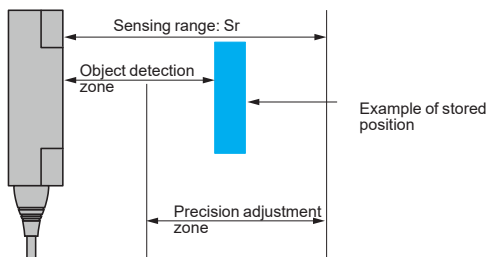 Sensing range: Sr
Object detection
zone
Example of stored
position
Precision adjustment
zone